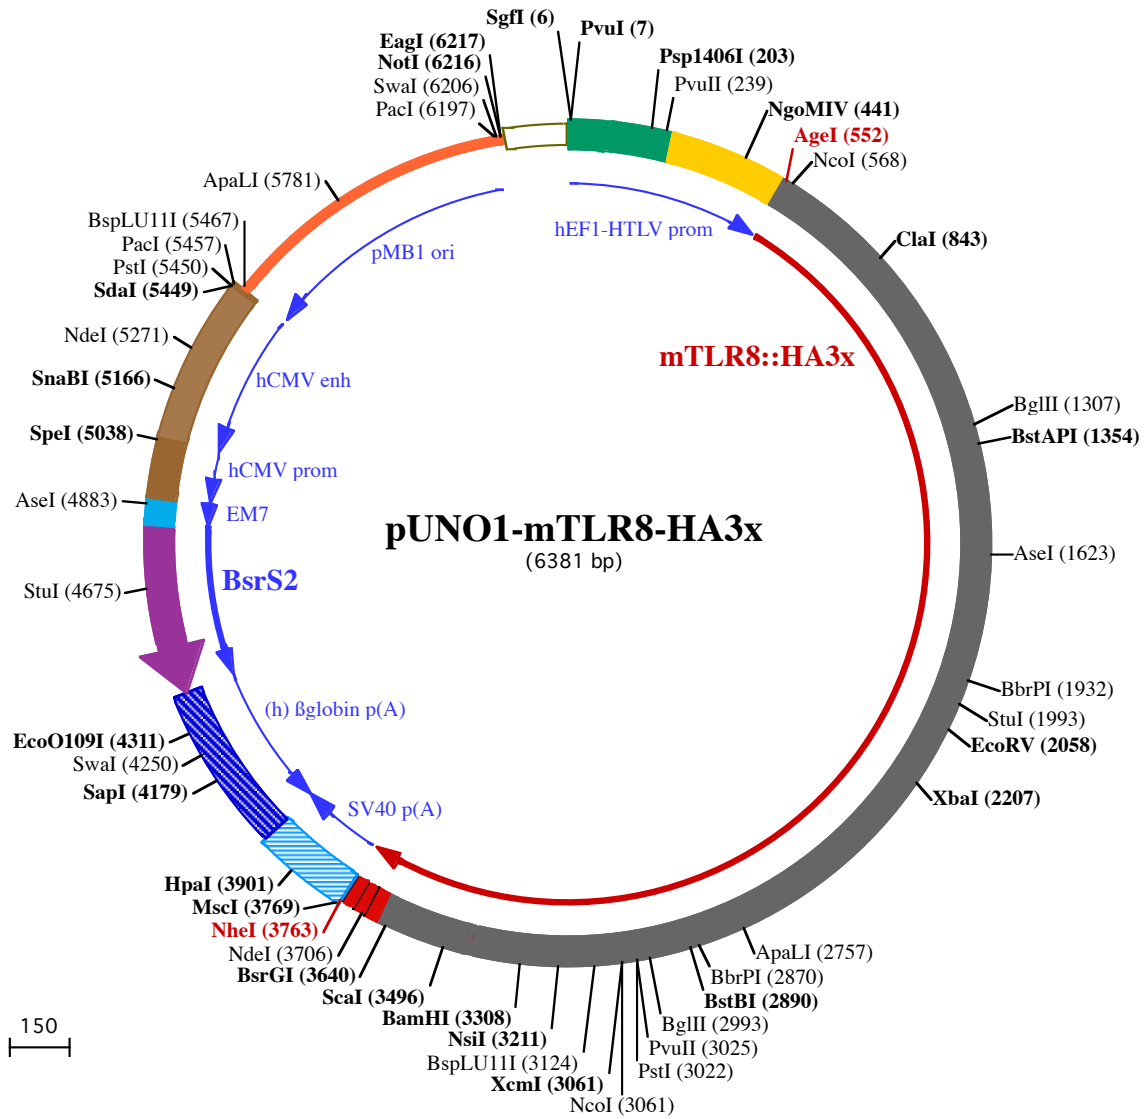 SgfI (6)
PvuI (7)
EagI (6217)
NotI (6216)
SwaI (6206)
PacI (6197)
Psp1406I (203)
PvuII (239)
NgoMIV (441)
AgeI (552)
NcoI (568)
ApaLI (5781)
BspLU11I (5467)
PacI (5457)
PstI (5450)
SdaI (5449)
hEF1-HTLV prom
pMB1 ori
ClaI (843)
NdeI (5271)
SnaBI (5166)
SpeI (5038)
AseI (4883)
StuI (4675)
hCMV enh
hCMV prom
EM7
BsrS2
mTLR8::HA3x
BglII (1307)
BstAPI (1354)
pUNO1-mTLR8-HA3x
(6381 bp)
AseI (1623)
BbrPI (1932)
StuI (1993)
EcoRV (2058)
XbaI (2207)
(h) ßglobin p(A)
SV40 p(A)
EcoO109I (4311)
SwaI (4250)
SapI (4179)
HpaI (3901)
MscI (3769)
NheI (3763)
NdeI (3706)
BsrGI (3640)
ScaI (3496)
BamHI (3308)
NsiI (3211)
BspLU11I (3124)
XcmI (3061)
NcoI (3061)
ApaLI (2757)
BbrPI (2870)
BstBI (2890)
BglII (2993)
PvuII (3025)
PstI (3022)
150